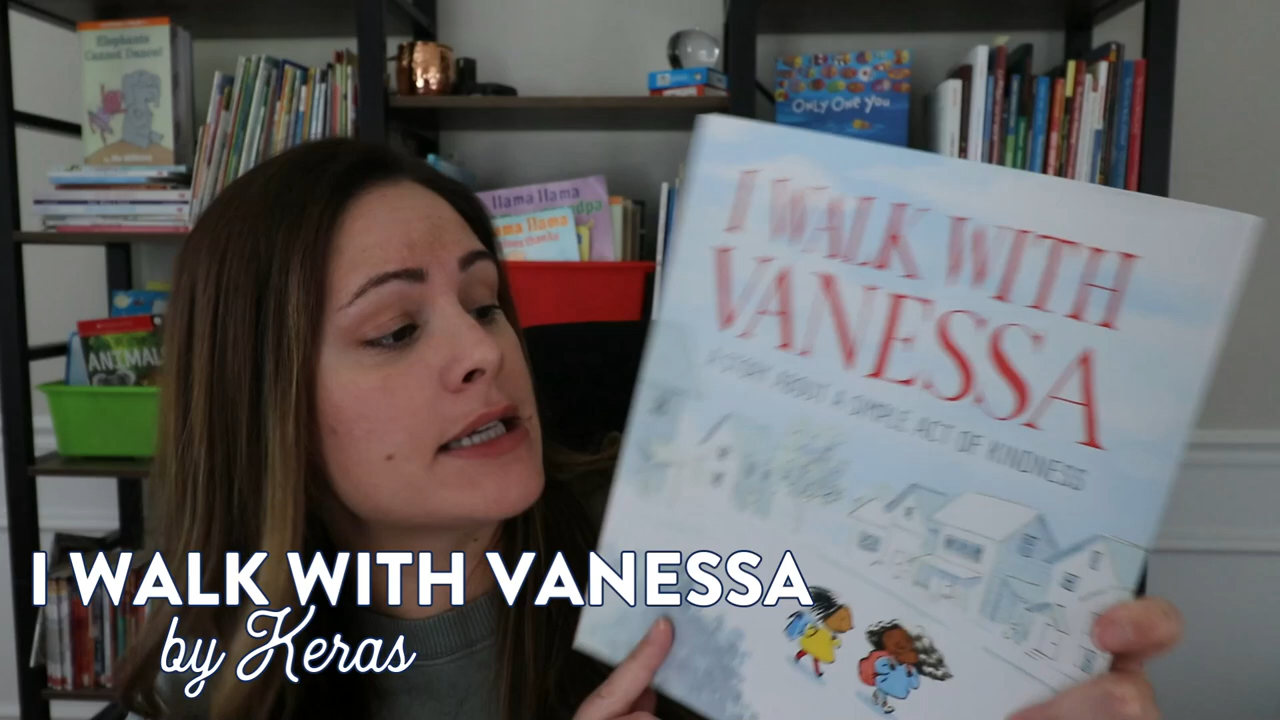 Elephants
Cannot Dance!
Only One You
llama llama
llama llama
I WALK WITH
VANESSA
A STORY ABOUT A SIMPLE ACT OF KINDNESS
ANIMAL
I WALK WITH VANESSA
by Keras